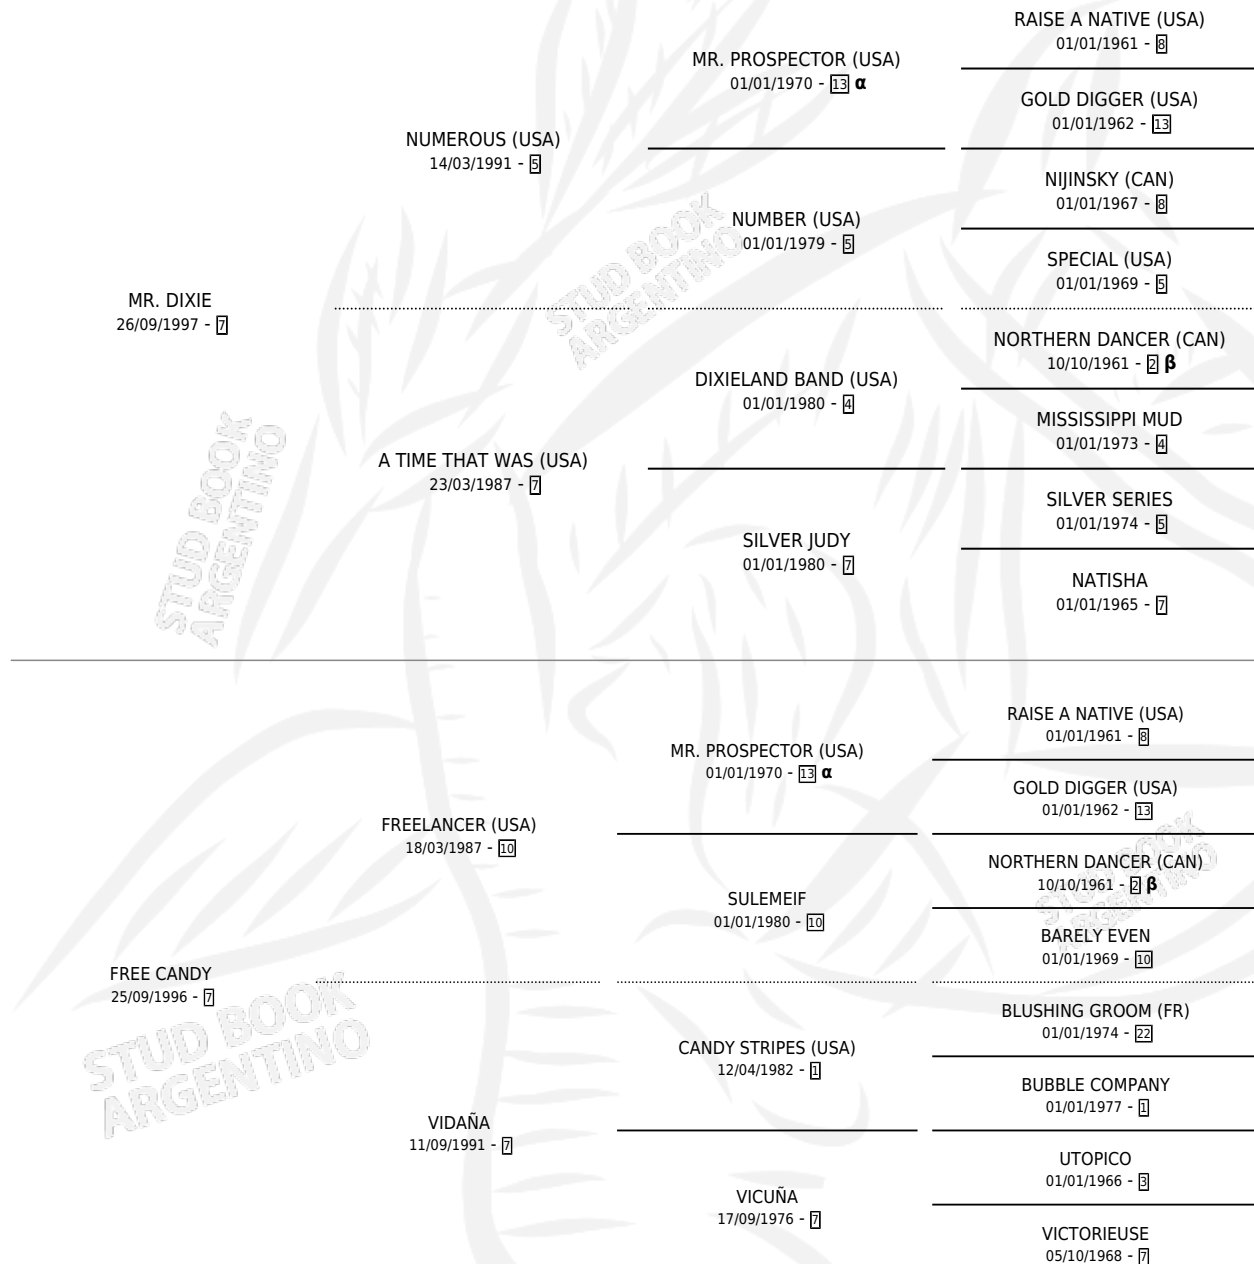 RAISE A NATIVE (USA)
01/01/1961 - 8
MR. PROSPECTOR (USA)
01/01/1970 - 13 α
GOLD DIGGER (USA)
01/01/1962 - 13
NUMEROUS (USA)
14/03/1991 - 5
NIJINSKY (CAN)
01/01/1967 - 8
NUMBER (USA)
01/01/1979 - 5
SPECIAL (USA)
01/01/1969 - 5
MR. DIXIE
26/09/1997 - 7
NORTHERN DANCER (CAN)
10/10/1961 - 2 β
DIXIELAND BAND (USA)
01/01/1980 - 4
MISSISSIPPI MUD
01/01/1973 - 4
A TIME THAT WAS (USA)
23/03/1987 - 7
SILVER SERIES
01/01/1974 - 5
SILVER JUDY
01/01/1980 - 7
NATISHA
01/01/1965 - 7
STUD BOOK
ARGENTINO
STUD BOOK
ARGENTINO
RAISE A NATIVE (USA)
01/01/1961 - 8
MR. PROSPECTOR (USA)
01/01/1970 - 13 α
GOLD DIGGER (USA)
01/01/1962 - 13
FREELANCER (USA)
18/03/1987 - 10
NORTHERN DANCER (CAN)
10/10/1961 - 2 β
SULEMEIF
01/01/1980 - 10
BARELY EVEN
01/01/1969 - 10
FREE CANDY
25/09/1996 - 7
BLUSHING GROOM (FR)
01/01/1974 - 22
CANDY STRIPES (USA)
12/04/1982 - 1
BUBBLE COMPANY
01/01/1977 - 1
VIDAÑA
11/09/1991 - 7
UTOPICO
01/01/1966 - 3
VICUÑA
17/09/1976 - 7
VICTORIEUSE
05/10/1968 - 7
STUD BOOK
ARGENTINO
STUD BOOK
ARGENTINO